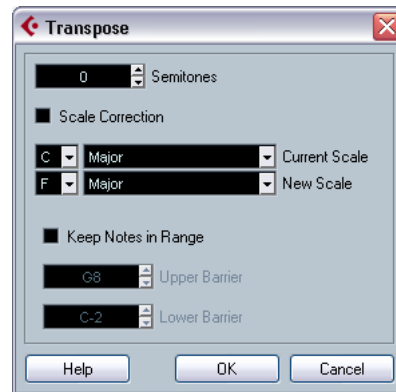 Transpose
0 Semitones
Scale Correction
C Major Current Scale
F Major New Scale
Keep Notes in Range
G8 Upper Barrier
C-2 Lower Barrier
Help OK Cancel